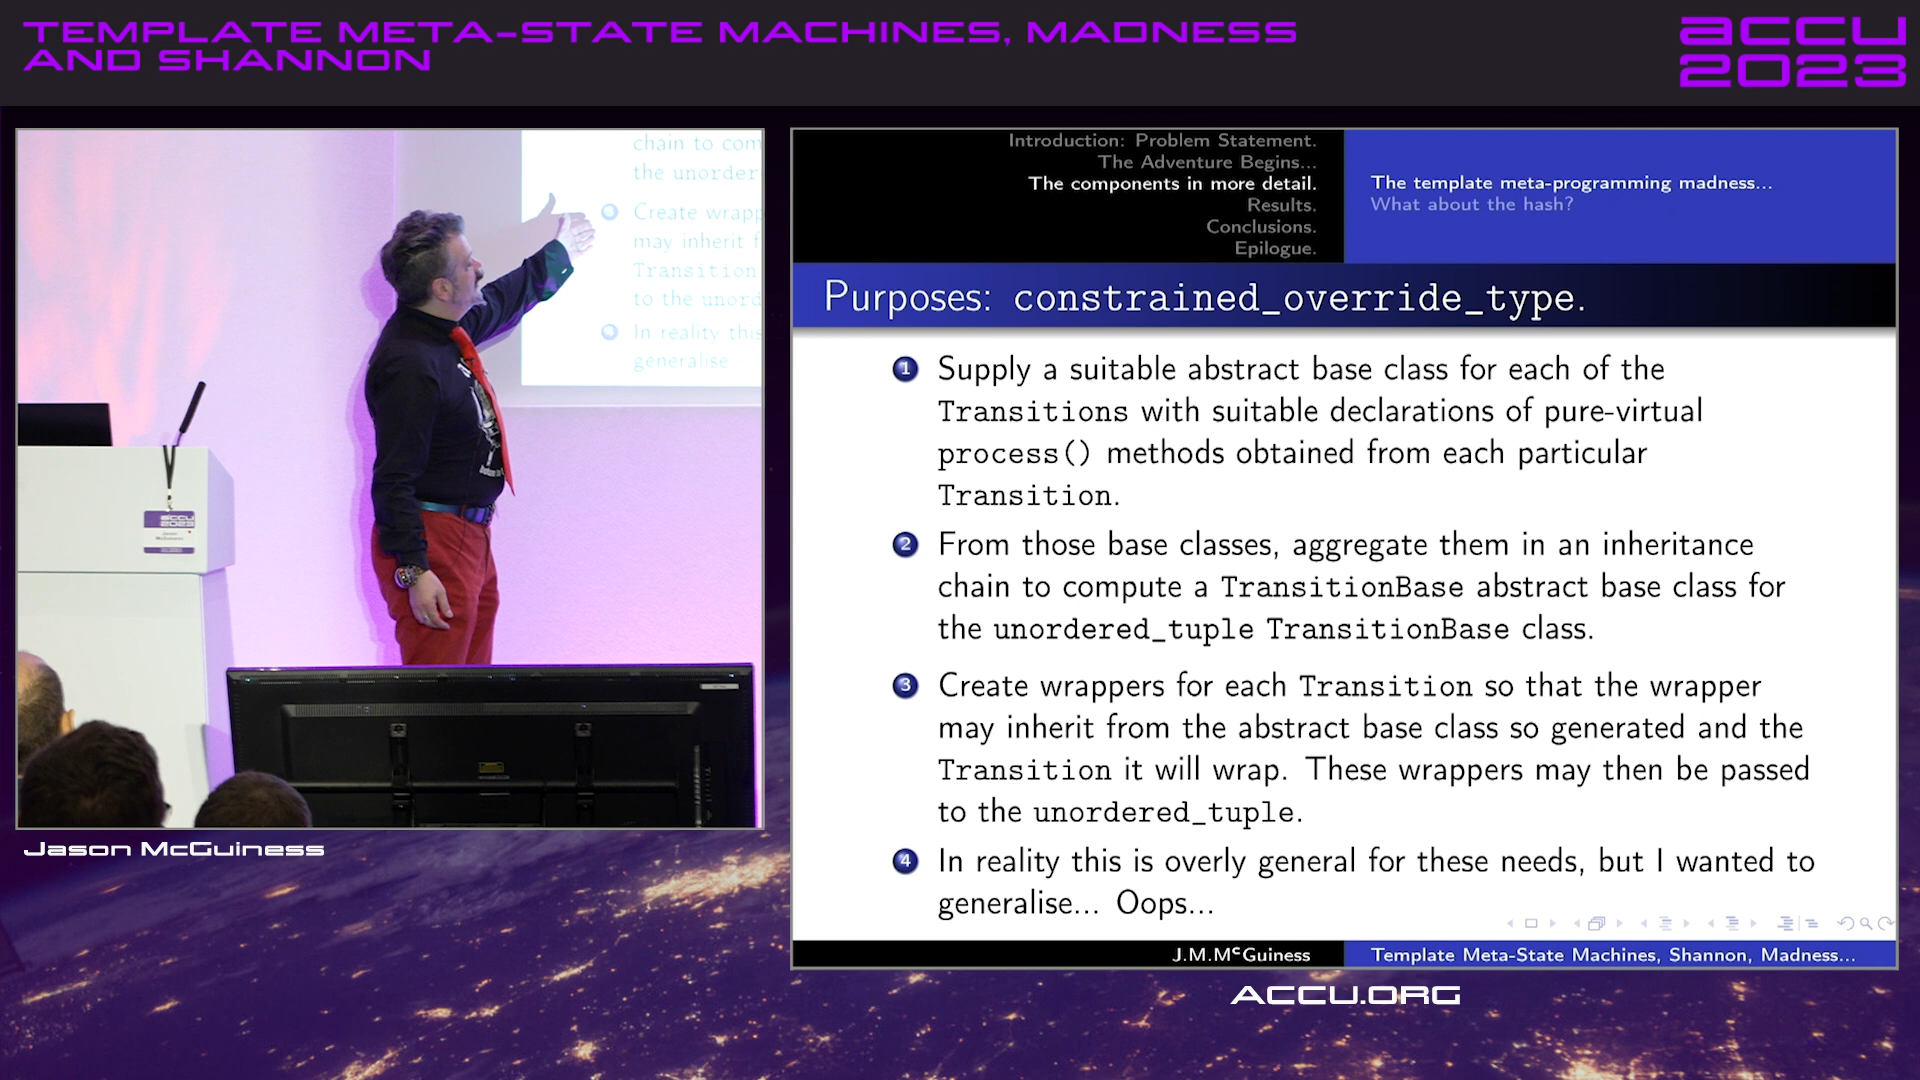 TEMPLATE META-STATE MACHINES, MADNESS
AND SHANNON
ACCU
2023
chain to com
the unorder
Create wrapp
may inherit f
Transition
to the unord
In reality this
generalise
Jason McGuiness
Introduction: Problem Statement.
The Adventure Begins...
The components in more detail.
Results.
Conclusions.
Epilogue.
The template meta-programming madness...
What about the hash?
Purposes: constrained_override_type.
1 Supply a suitable abstract base class for each of the
Transitions with suitable declarations of pure-virtual
process() methods obtained from each particular
Transition.
2 From those base classes, aggregate them in an inheritance
chain to compute a TransitionBase abstract base class for
the unordered_tuple TransitionBase class.
3 Create wrappers for each Transition so that the wrapper
may inherit from the abstract base class so generated and the
Transition it will wrap. These wrappers may then be passed
to the unordered_tuple.
4 In reality this is overly general for these needs, but I wanted to
generalise... Oops...
J.M.McGuiness
Template Meta-State Machines, Shannon, Madness...
ACCU.ORG